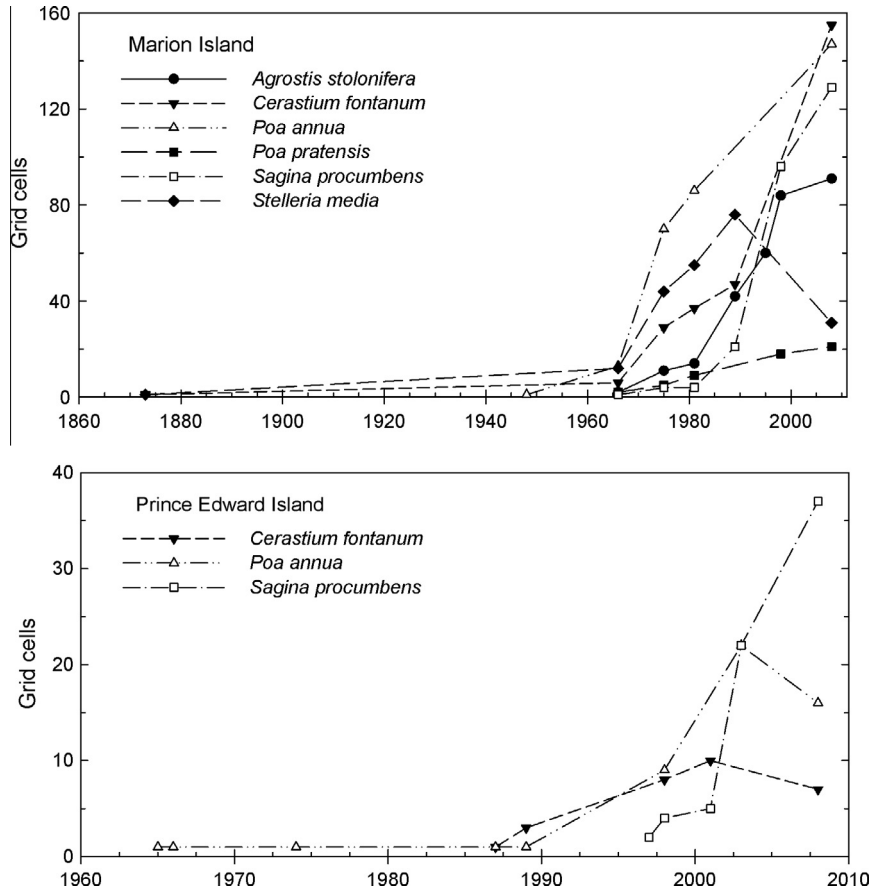 160
Marion Island
Agrostis stolonifera
120
Cerastium fontanum
Poa annua
Poa pratensis
80
Sagina procumbens
Stelleria media
Grid cells
40
0
1860 1880 1900 1920 1940 1960 1980 2000
40
Prince Edward Island
Cerastium fontanum
30
Poa annua
Sagina procumbens
20
Grid cells
10
0
1960 1970 1980 1990 2000 2010